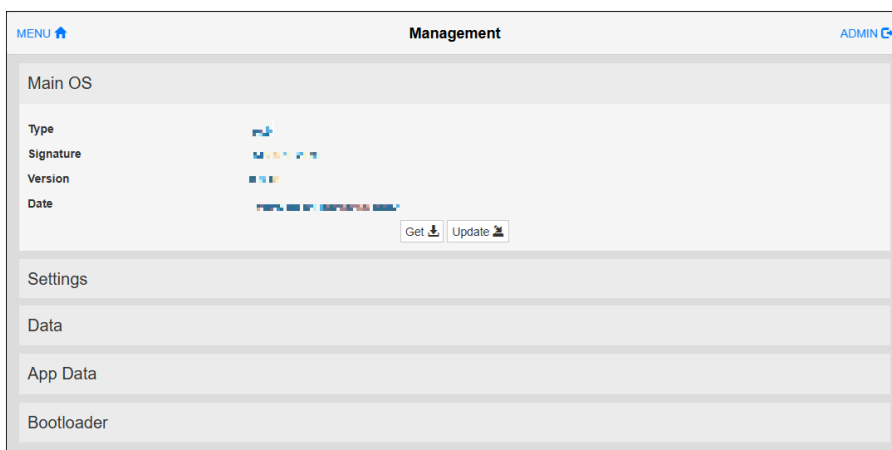 MENU Management ADMIN
Main OS
Type
Signature
Version
Date
Get Update
Settings
Data
App Data
Bootloader